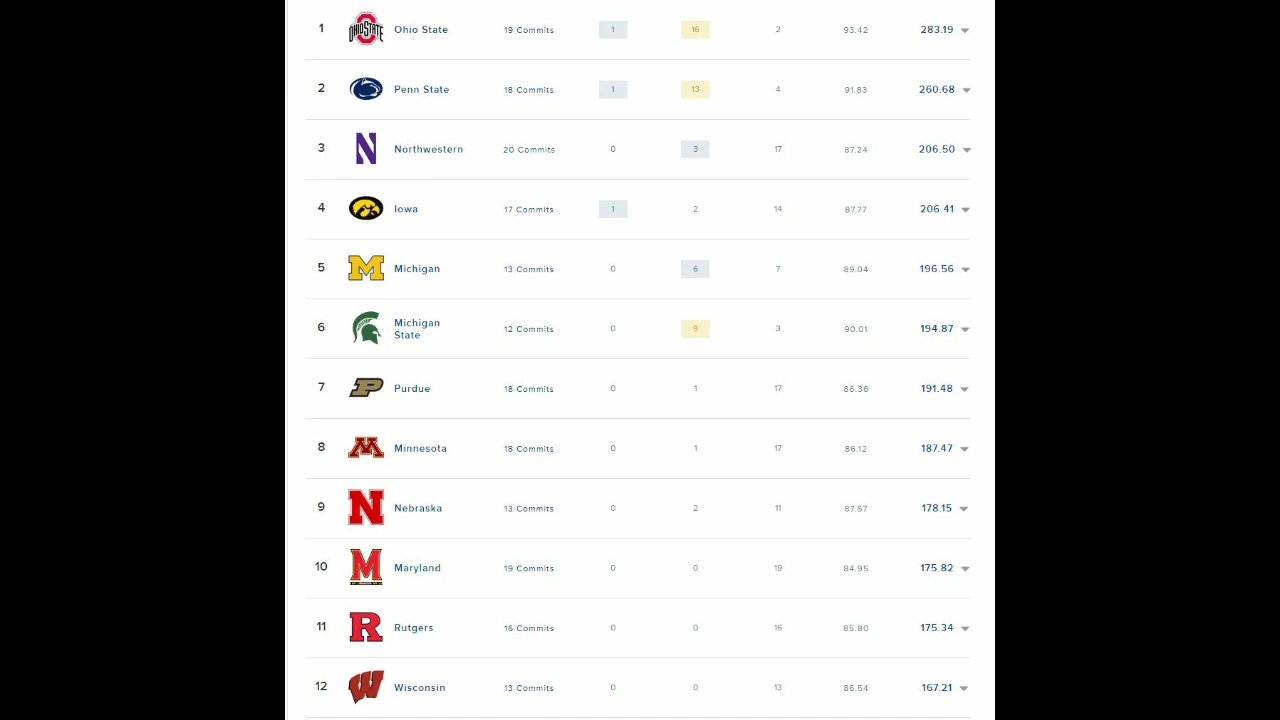 1 OHIO STATE Ohio State 19 Commits 1 16 2 93.42 283.19
2 Penn State 18 Commits 1 13 4 91.83 260.68
3 N Northwestern 20 Commits 0 3 17 87.24 206.50
4 Iowa 17 Commits 1 2 14 87.77 206.41
5 M Michigan 13 Commits 0 6 7 89.04 196.56
6 Michigan
State 12 Commits 0 9 3 90.01 194.87
7 P Purdue 18 Commits 0 1 17 86.36 191.48
8 M Minnesota 18 Commits 0 1 17 86.12 187.47
9 N Nebraska 13 Commits 0 2 11 87.57 178.15
10 M Maryland 19 Commits 0 0 19 84.95 175.82
11 R Rutgers 16 Commits 0 0 16 85.80 175.34
12 W Wisconsin 13 Commits 0 0 13 86.54 167.21